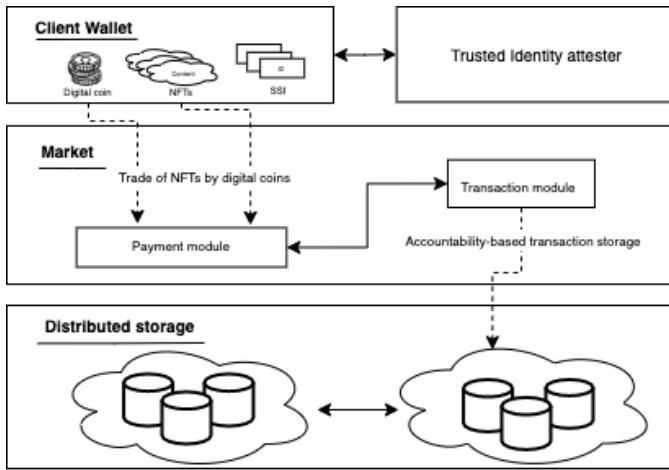 Client Wallet
Trusted Identity attester
Content
ID
Digital coin
NFTs
SSI
Market
Trade of NFTs by digital coins
Transaction module
Payment module
Accountability-based transaction storage
Distributed storage